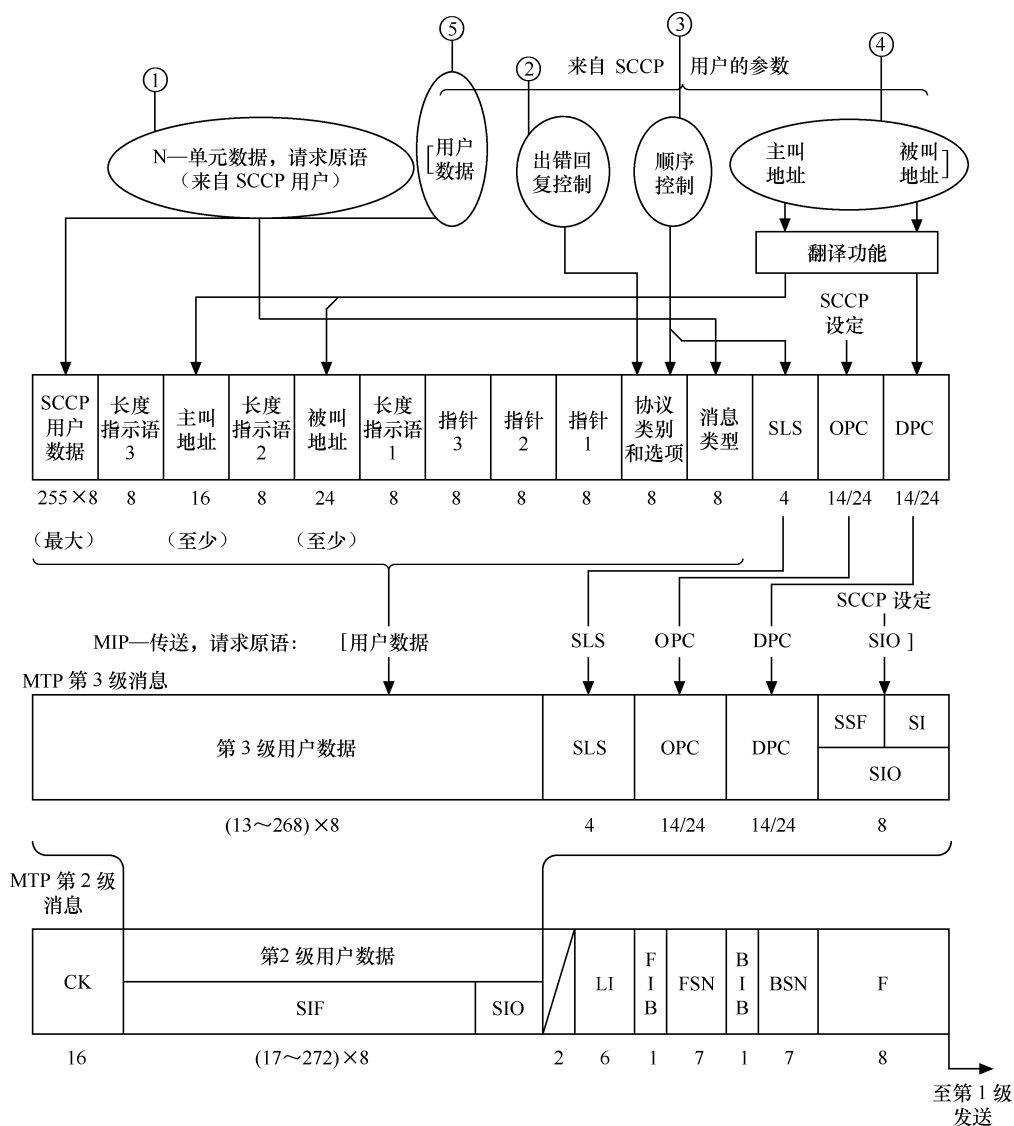 ⑤
③
来自 SCCP 用户的参数
④
②
①
N—单元数据，请求原语
（来自 SCCP 用户）
[用户
数据
出错回
复控制
顺序
控制
主叫
地址
被叫
地址]
翻译功能
SCCP
设定
SCCP
用户
数据
长度
指示语
3
主叫
地址
长度
指示语
2
被叫
地址
长度
指示语
1
指针
3
指针
2
指针
1
协议
类别
和选项
消息
类型
SLS
OPC
DPC
255×8 8 16 8 24 8 8 8 8 8 8 4 14/24 14/24
（最大） （至少） （至少）
SCCP 设定
MIP—传送，请求原语： [用户数据 SLS OPC DPC SIO ]
MTP 第 3 级消息
第 3 级用户数据
SLS
OPC
DPC
SSF
SI
SIO
(13～268)×8 4 14/24 14/24 8
MTP 第 2 级
消息
CK
第2 级用户数据
SIF
SIO
LI
F
I
B
FSN
B
I
B
BSN
F
16 (17～272)×8 2 6 1 7 1 7 8
至第 1 级
发送